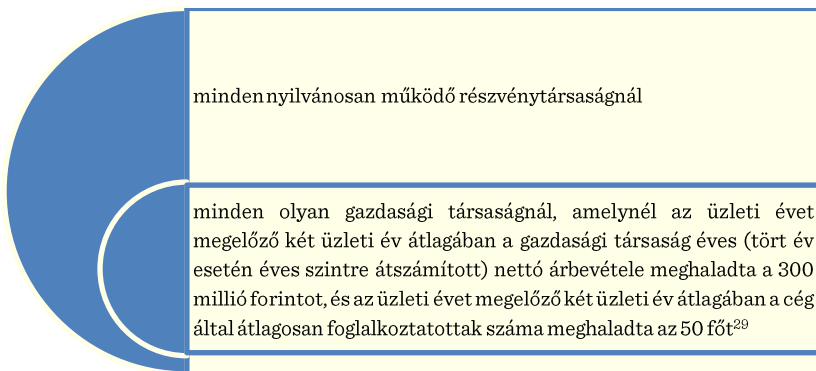 minden nyilvánosan működő részvénytársaságnál
minden olyan gazdasági társaságnál, amelynél az üzleti évet
megelőző két üzleti év átlagában a gazdasági társaság éves (tört év
esetén éves szintre átszámított) nettó árbevétele meghaladta a 300
millió forintot, és az üzleti évet megelőző két üzleti év átlagában a cég
által átlagosan foglalkoztatottak száma meghaladta az 50 főt²⁹